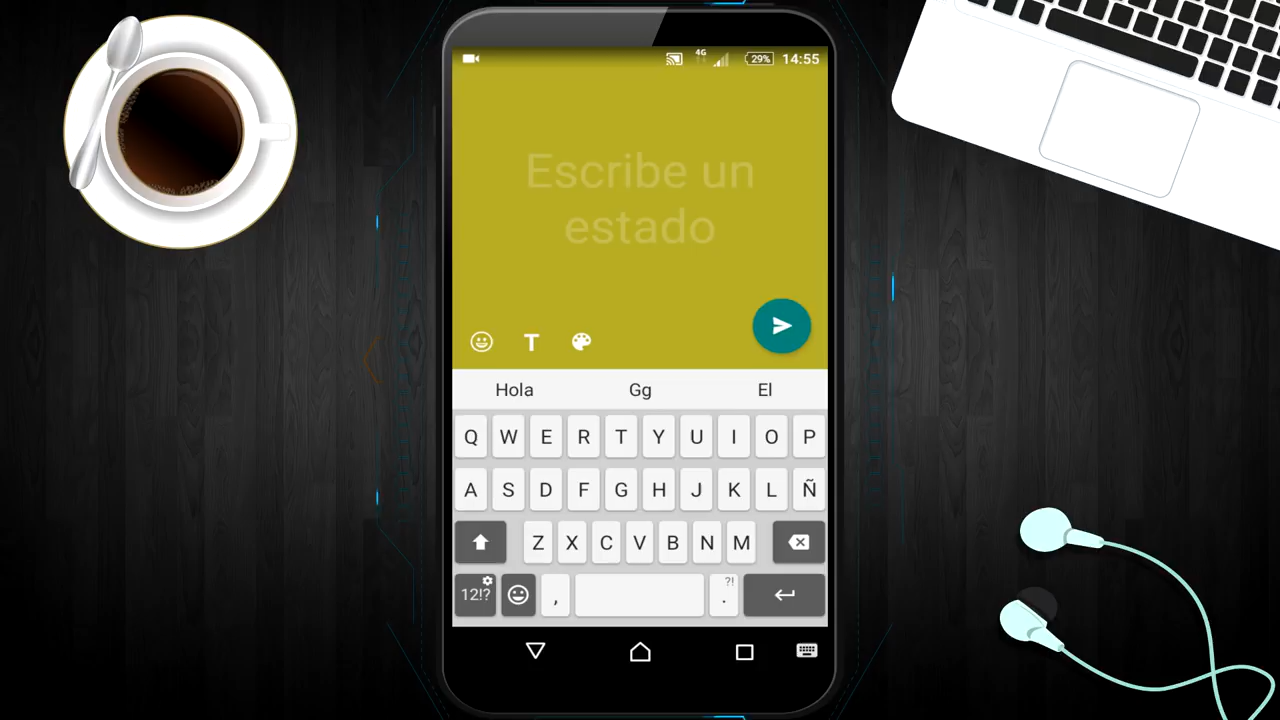 4G 29% 14:55
Escribe un
estado
T
Hola Gg El
Q W E R T Y U I O P
A S D F G H J K L Ñ
Z X C V B N M
12!? , ?! .